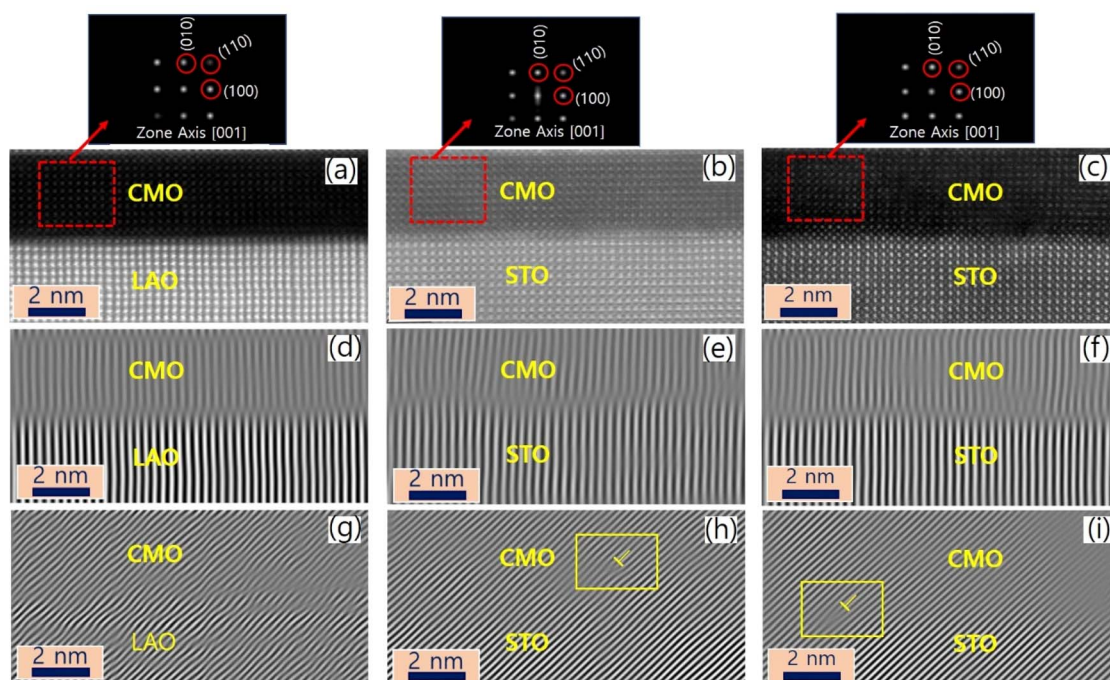 (010)
(110)
(100)
Zone Axis [001]
(010)
(110)
(100)
Zone Axis [001]
(010)
(110)
(100)
Zone Axis [001]
(a)
CMO
LAO
2 nm
(b)
CMO
STO
2 nm
(c)
CMO
STO
2 nm
(d)
CMO
LAO
2 nm
(e)
CMO
STO
2 nm
(f)
CMO
STO
2 nm
(g)
CMO
LAO
2 nm
(h)
CMO
STO
2 nm
(i)
CMO
STO
2 nm